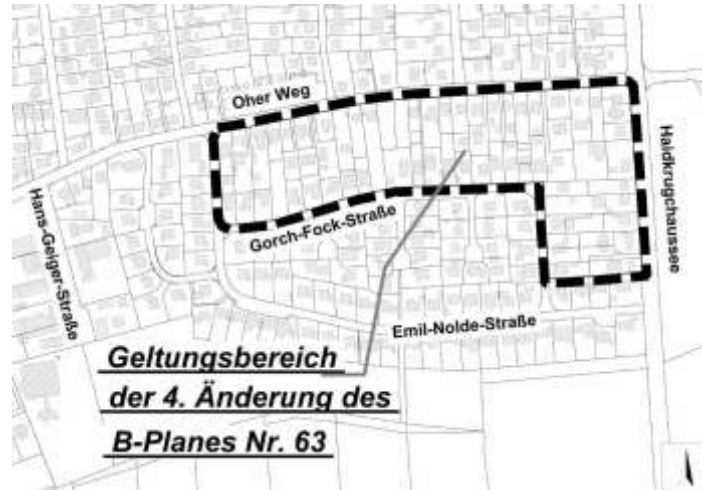 Oher Weg
Haidkrugchaussee
Hans-Geiger-Straße
Gorch-Fock-Straße
Emil-Nolde-Straße
Geltungsbereich
der 4. Änderung des
B-Planes Nr. 63